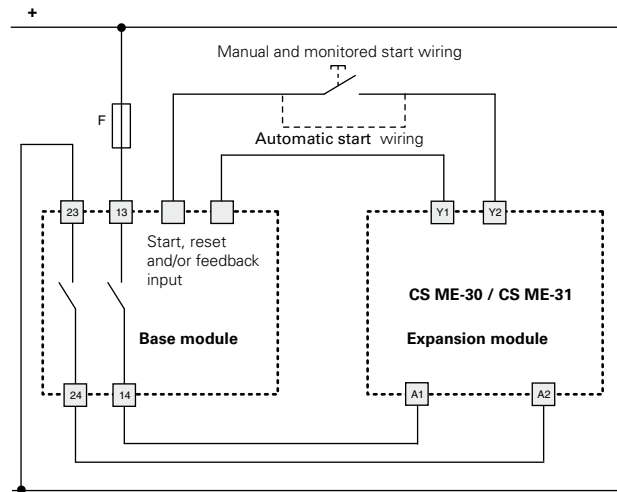 +
Manual and monitored start wiring
F
Automatic start wiring
23
13
Y1
Y2
Start, reset
and/or feedback
input
CS ME-30 / CS ME-31
Base module
Expansion module
24
14
A1
A2